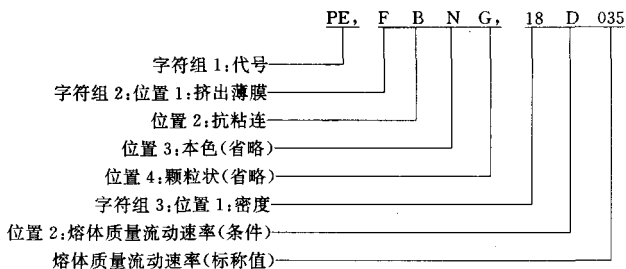 PE, F B N G, 18 D 035
字符组 1:代号
字符组 2:位置 1:挤出薄膜
位置 2:抗粘连
位置 3:本色(省略)
位置 4:颗粒状(省略)
字符组 3:位置 1:密度
位置 2:熔体质量流动速率(条件)
熔体质量流动速率(标称值)